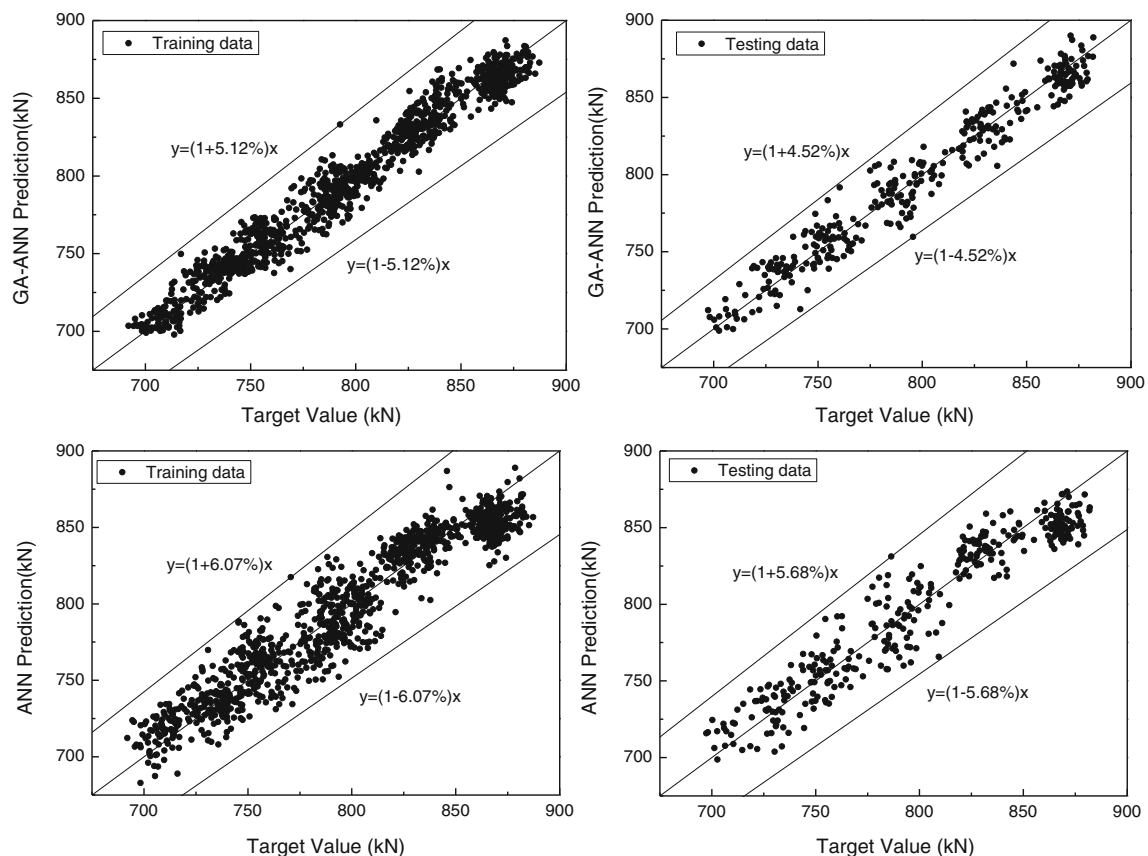 900
850
800
750
700
GA-ANN Prediction(kN)
Training data
y=(1+5.12%)x
y=(1-5.12%)x
700 750 800 850 900
Target Value (kN)
900
850
800
750
700
GA-ANN Prediction(kN)
Testing data
y=(1+4.52%)x
y=(1-4.52%)x
700 750 800 850 900
Target Value (kN)
900
850
800
750
700
ANN Prediction(kN)
Training data
y=(1+6.07%)x
y=(1-6.07%)x
700 750 800 850 900
Target Value (kN)
900
850
800
750
700
ANN Prediction(kN)
Testing data
y=(1+5.68%)x
y=(1-5.68%)x
700 750 800 850 900
Target Value (kN)